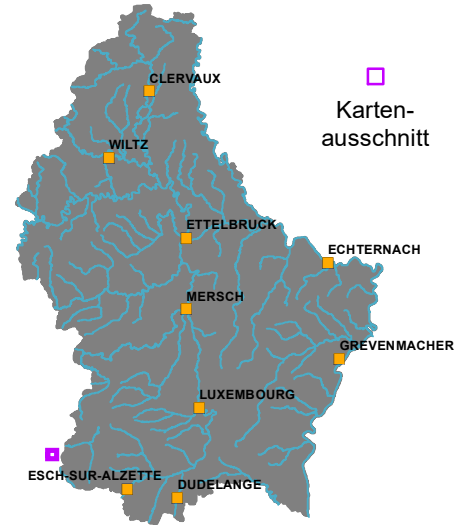 CLERVAUX
Karten-
ausschnitt
WILTZ
ETTELBRUCK
ECHTERNACH
MERSCH
GREVENMACHER
LUXEMBOURG
ESCH-SUR-ALZETTE
DUDELANGE